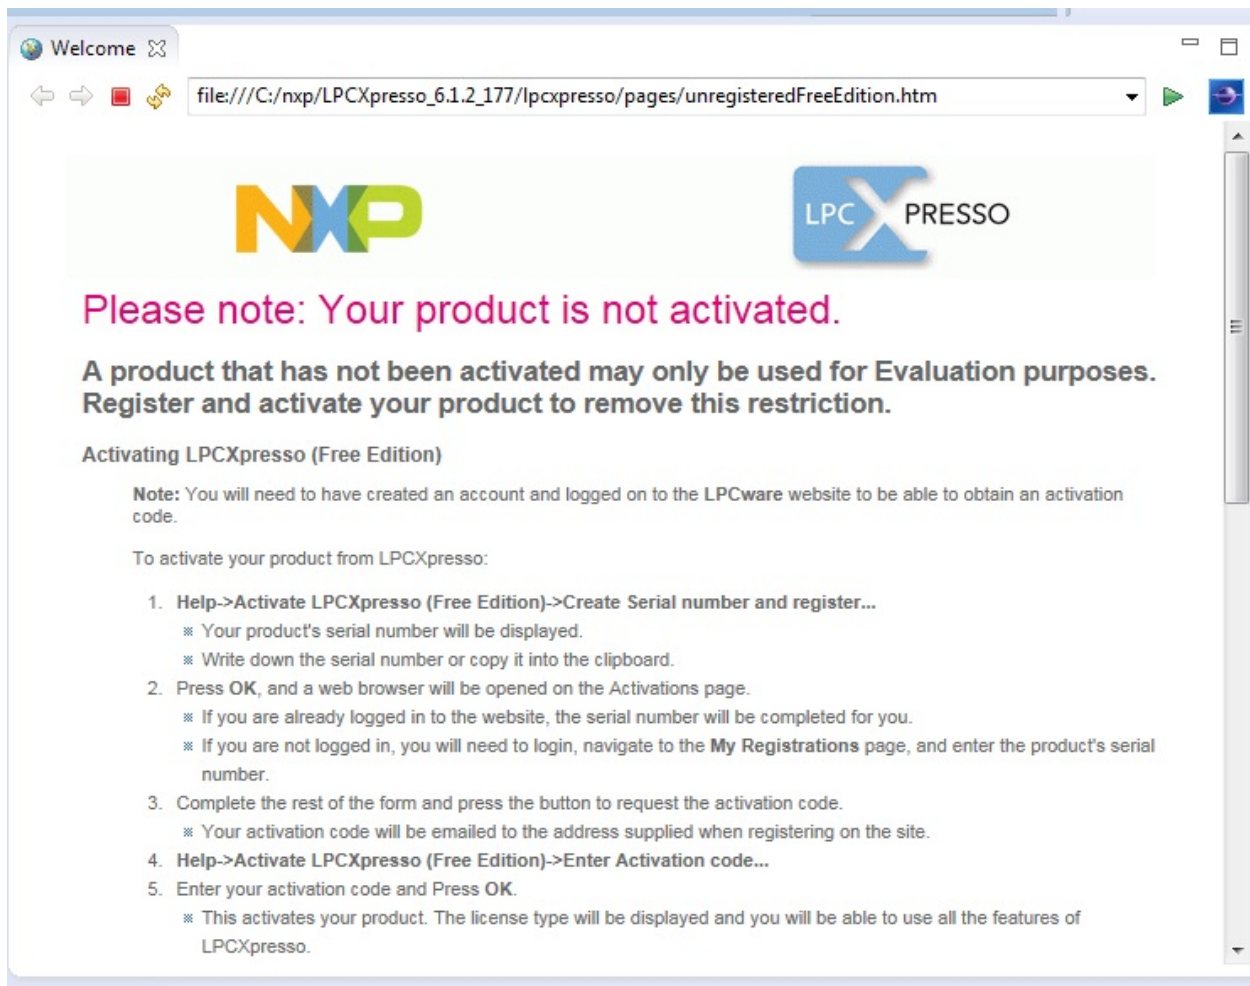 Welcome
file:///C:/nxp/LPCXpresso_6.1.2_177/lpcxpresso/pages/unregisteredFreeEdition.htm
NXP
LPC XPRESSO
Please note: Your product is not activated.
A product that has not been activated may only be used for Evaluation purposes.
Register and activate your product to remove this restriction.
Activating LPCXpresso (Free Edition)
Note: You will need to have created an account and logged on to the LPCware website to be able to obtain an activation
code.
To activate your product from LPCXpresso:
1. Help->Activate LPCXpresso (Free Edition)->Create Serial number and register...
Your product's serial number will be displayed.
Write down the serial number or copy it into the clipboard.
2. Press OK, and a web browser will be opened on the Activations page.
If you are already logged in to the website, the serial number will be completed for you.
If you are not logged in, you will need to login, navigate to the My Registrations page, and enter the product's serial
number.
3. Complete the rest of the form and press the button to request the activation code.
Your activation code will be emailed to the address supplied when registering on the site.
4. Help->Activate LPCXpresso (Free Edition)->Enter Activation code...
5. Enter your activation code and Press OK.
This activates your product. The license type will be displayed and you will be able to use all the features of
LPCXpresso.